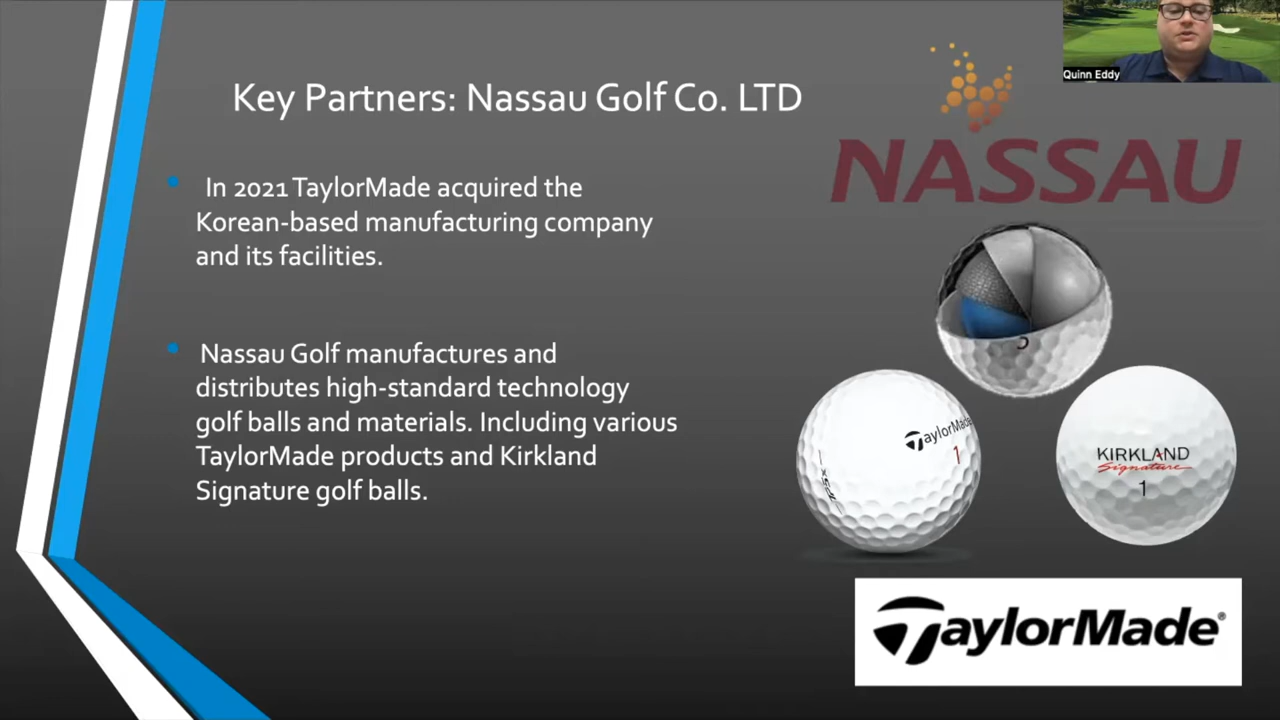 Quinn Eddy
Key Partners: Nassau Golf Co. LTD
NASSAU
In 2021 TaylorMade acquired the
Korean-based manufacturing company
and its facilities.
Nassau Golf manufactures and
distributes high-standard technology
golf balls and materials. Including various
TaylorMade products and Kirkland
Signature golf balls.
TaylorMade
1
KIRKLAND
Signature
1
TaylorMade®